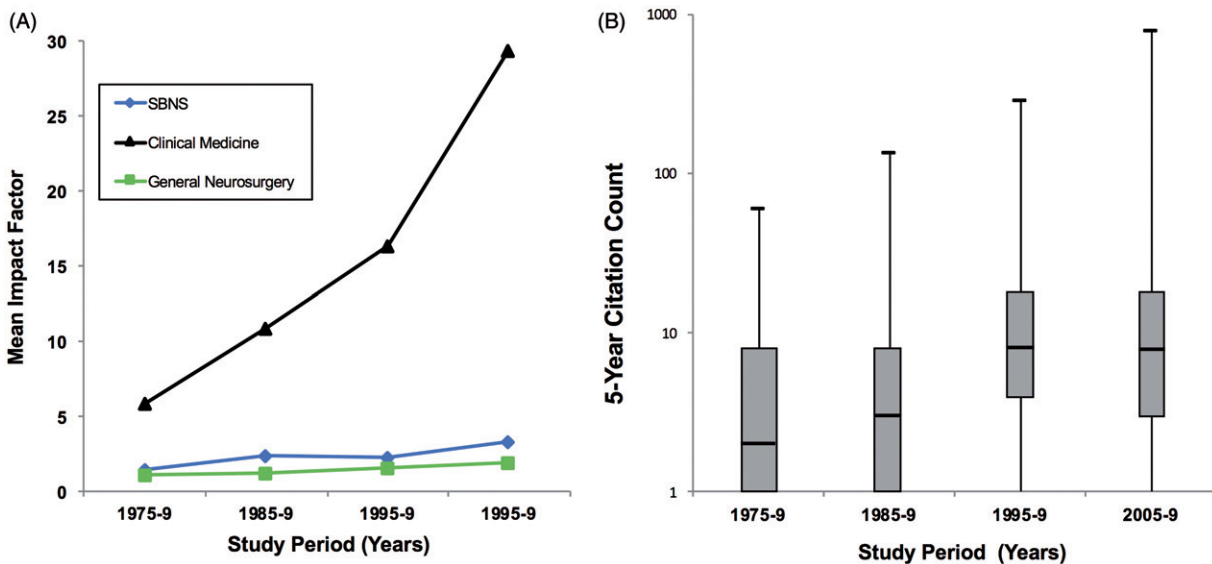 (A)
Mean Impact Factor
30
25
20
15
10
5
0
SBNS
Clinical Medicine
General Neurosurgery
1975-9 1985-9 1995-9 1995-9
Study Period (Years)
(B)
5-Year Citation Count
1000
100
10
1
1975-9 1985-9 1995-9 2005-9
Study Period (Years)